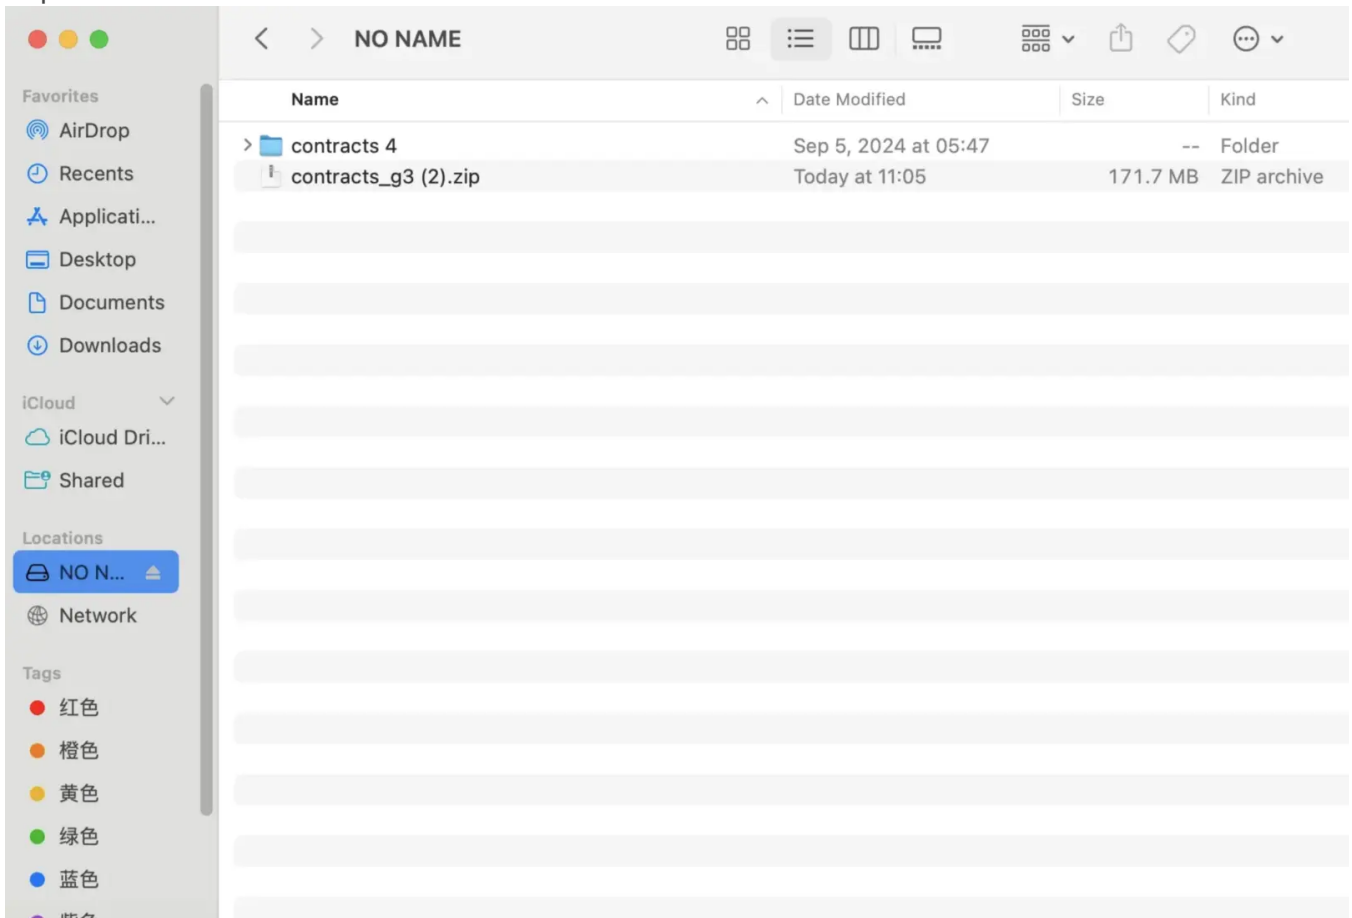 NO NAME
Favorites
AirDrop
Recents
Applicati...
Desktop
Documents
Downloads
iCloud
iCloud Dri...
Shared
Locations
NO N...
Network
Tags
红色
橙色
黄色
绿色
蓝色
Name Date Modified Size Kind
contracts 4 Sep 5, 2024 at 05:47 -- Folder
contracts_g3 (2).zip Today at 11:05 171.7 MB ZIP archive